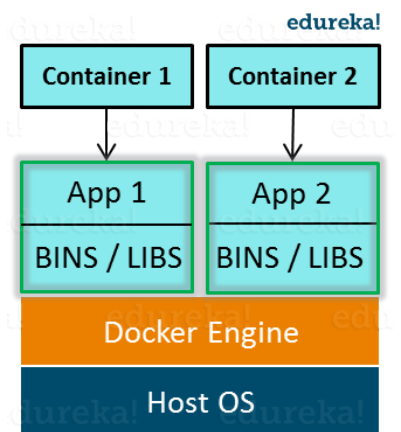 edureka!
Container 1
Container 2
App 1
App 2
BINS / LIBS
BINS / LIBS
Docker Engine
Host OS